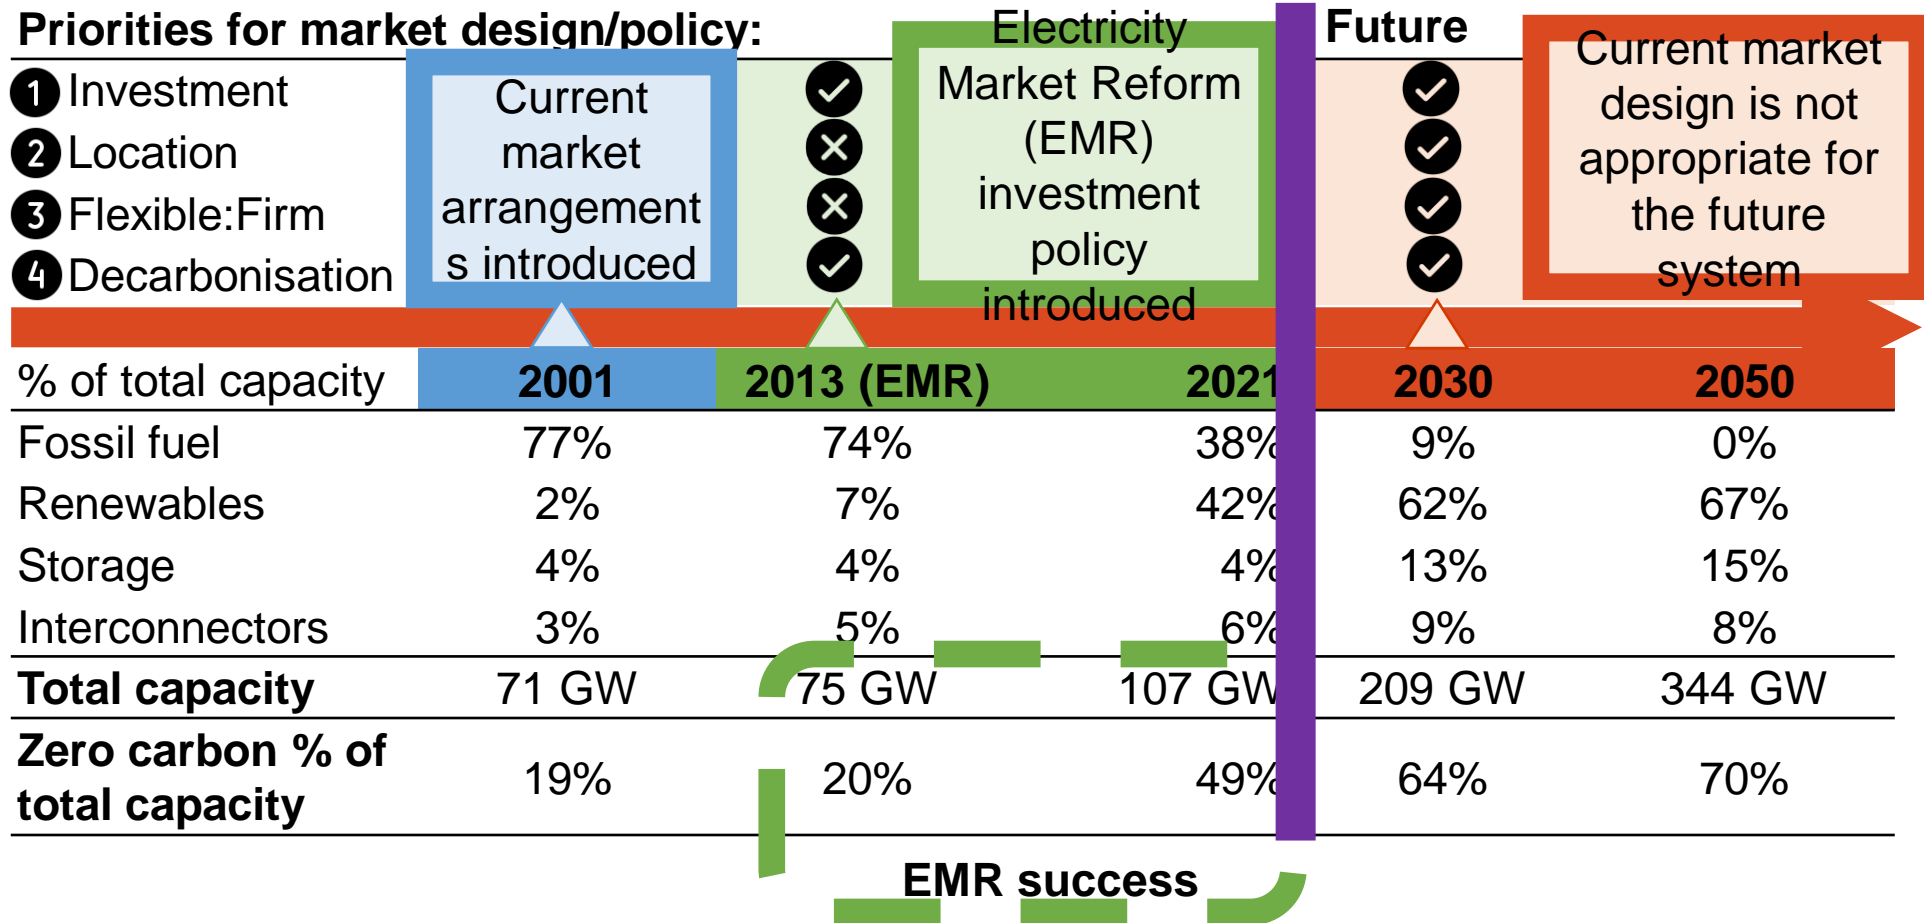 Priorities for market design/policy:
Future
1 Investment
2 Location
3 Flexible:Firm
4 Decarbonisation
Current
market
arrangement
s introduced
Electricity
Market Reform
(EMR)
investment
policy
introduced
Current market
design is not
appropriate for
the future
system
% of total capacity 2001 2013 (EMR) 2021 2030 2050
Fossil fuel 77% 74% 38% 9% 0%
Renewables 2% 7% 42% 62% 67%
Storage 4% 4% 4% 13% 15%
Interconnectors 3% 5% 6% 9% 8%
Total capacity 71 GW 75 GW 107 GW 209 GW 344 GW
Zero carbon % of
total capacity 19% 20% 49% 64% 70%
EMR success